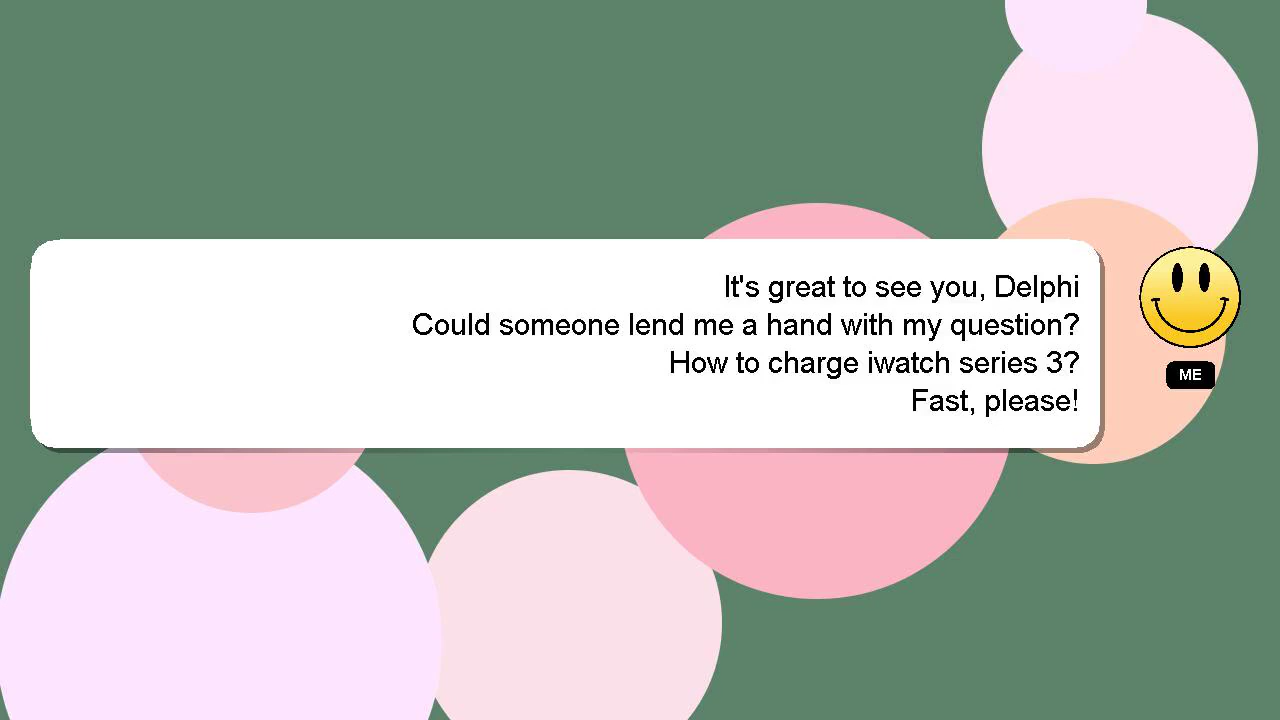 It's great to see you, Delphi
Could someone lend me a hand with my question?
How to charge iwatch series 3?
Fast, please!
ME